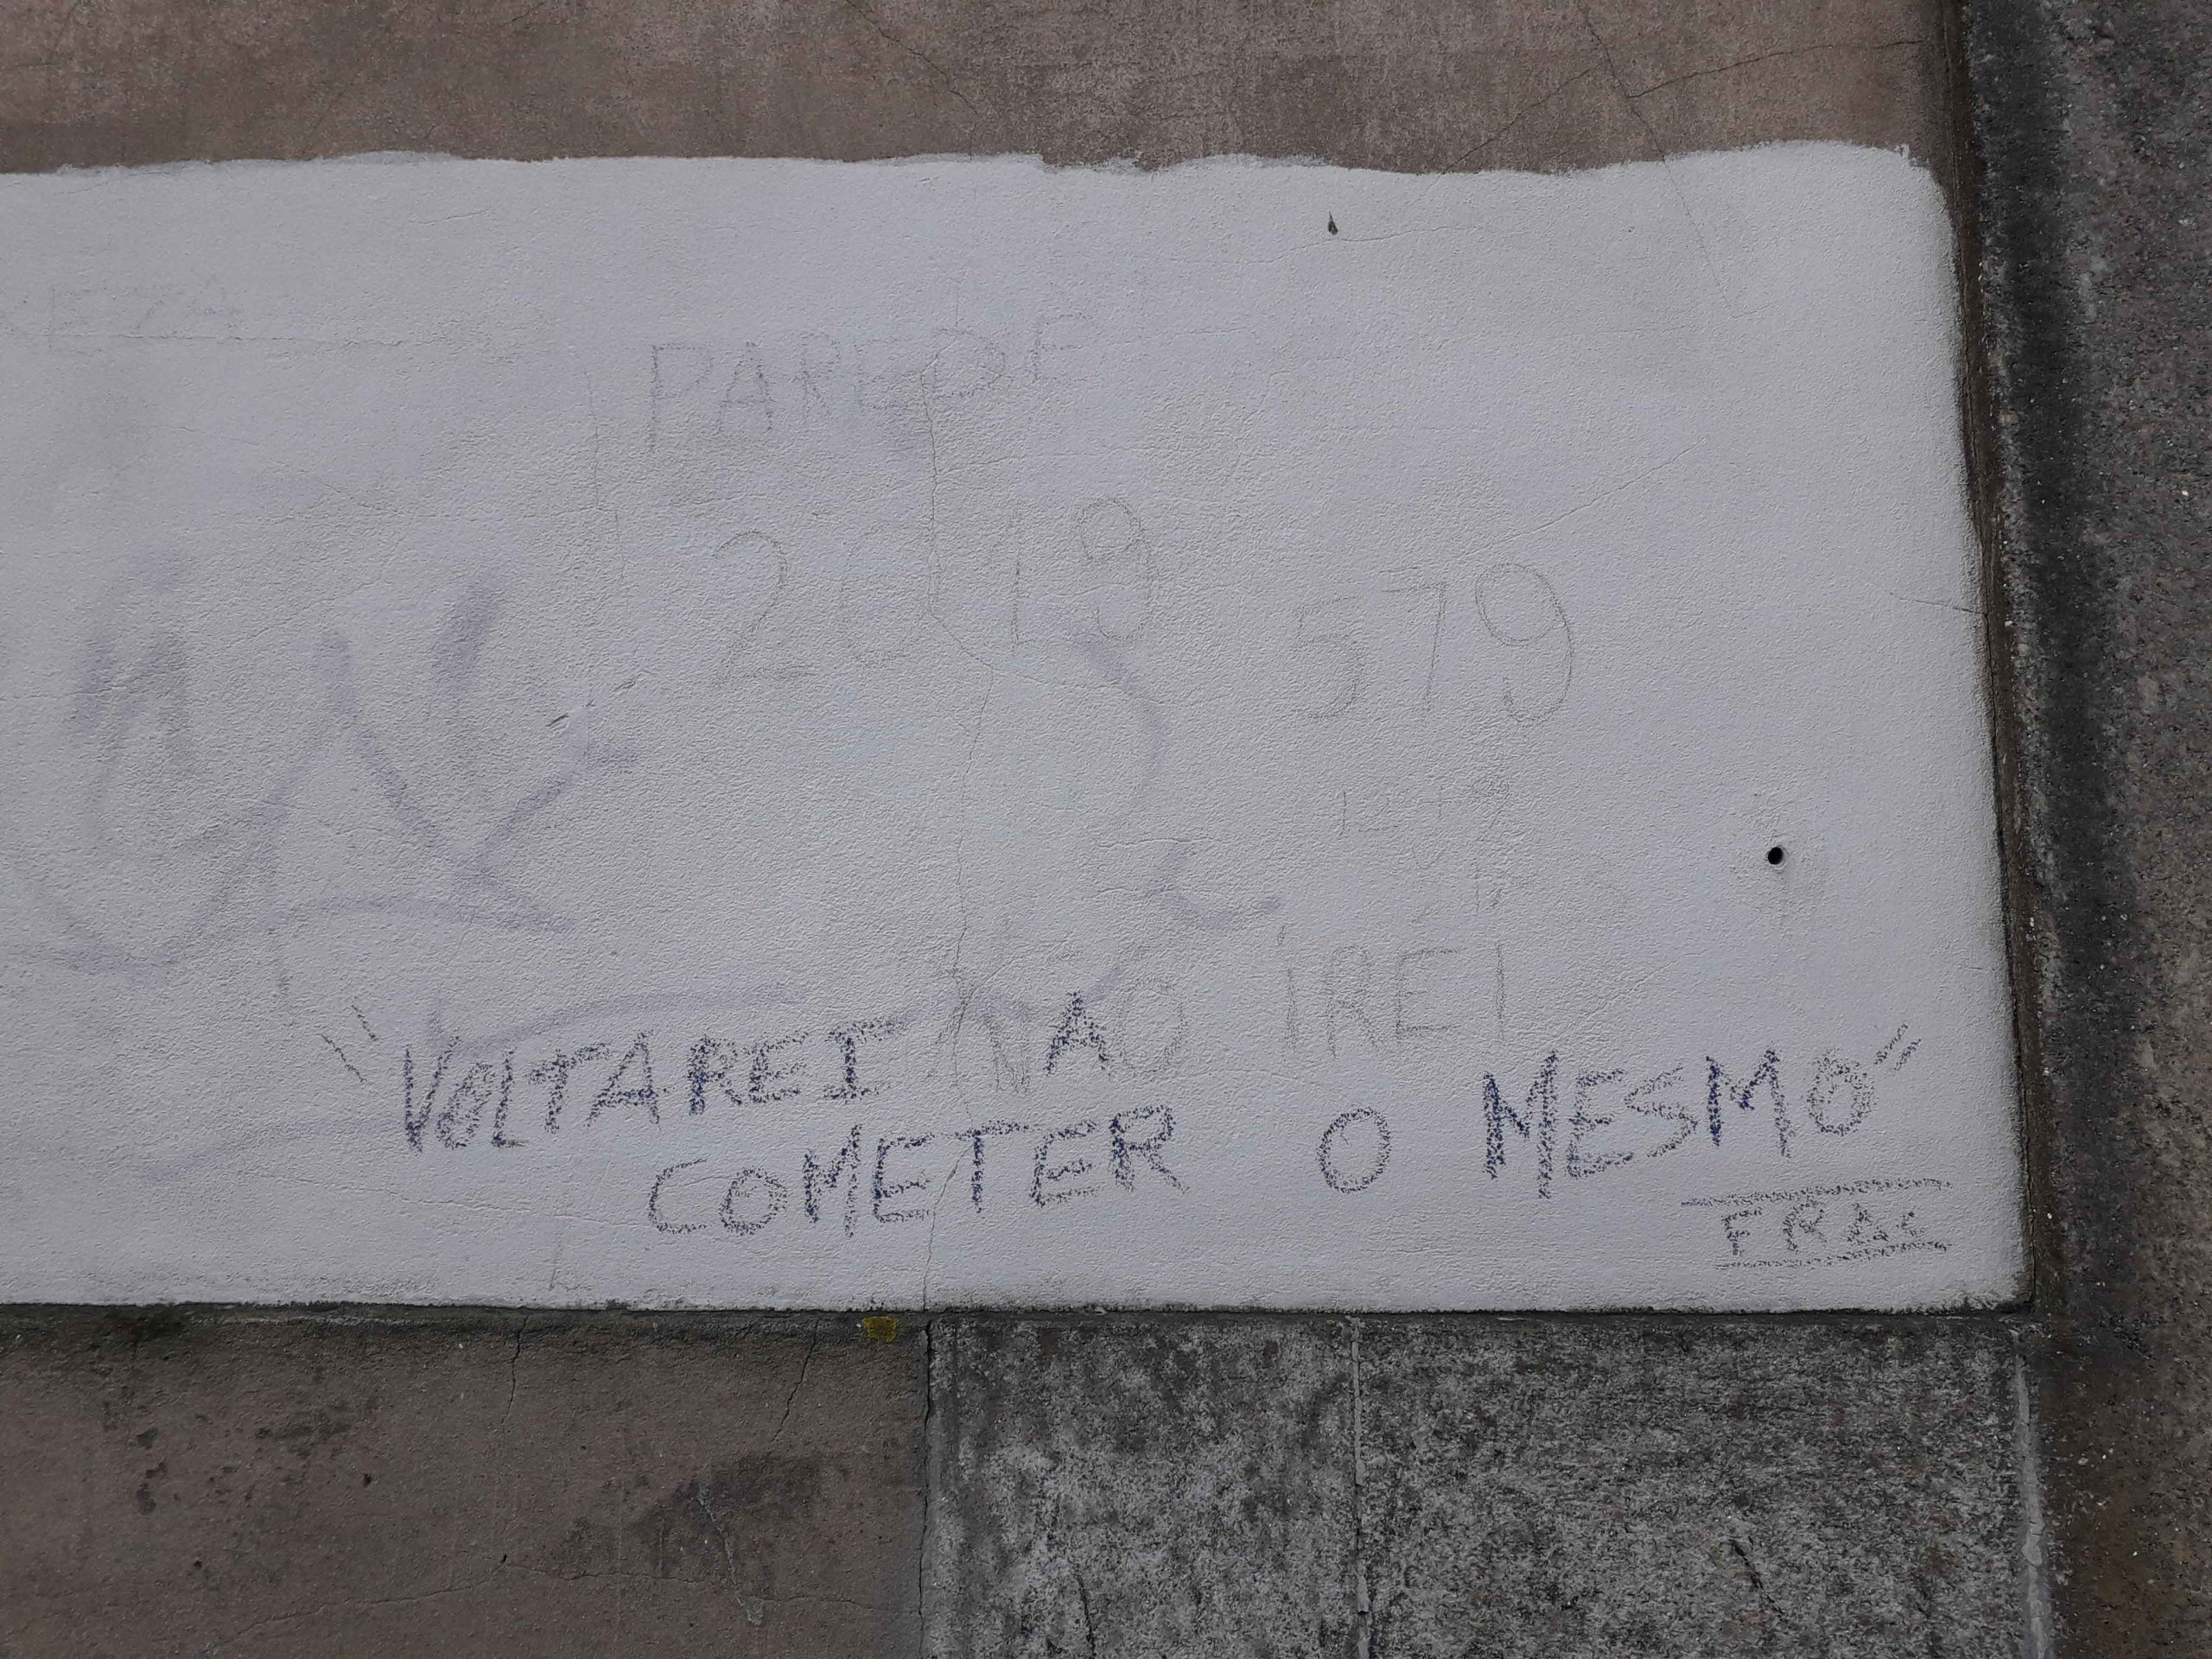 PAREDE
2019
579
NÃO IREI
"VOLTAREI A
COMETER O MESMO"